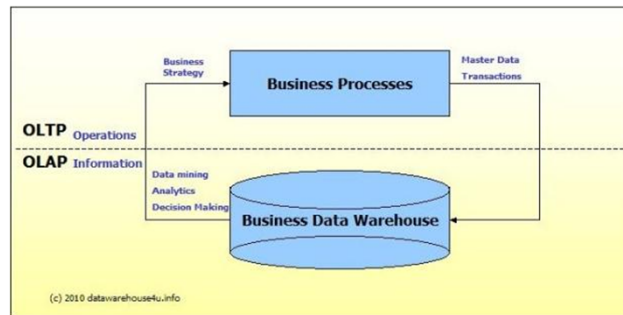 Business
Strategy
Business Processes
Master Data
Transactions
OLTP Operations
OLAP Information
Data mining
Analytics
Decision Making
Business Data Warehouse
(c) 2010 datawarehouse4u.info